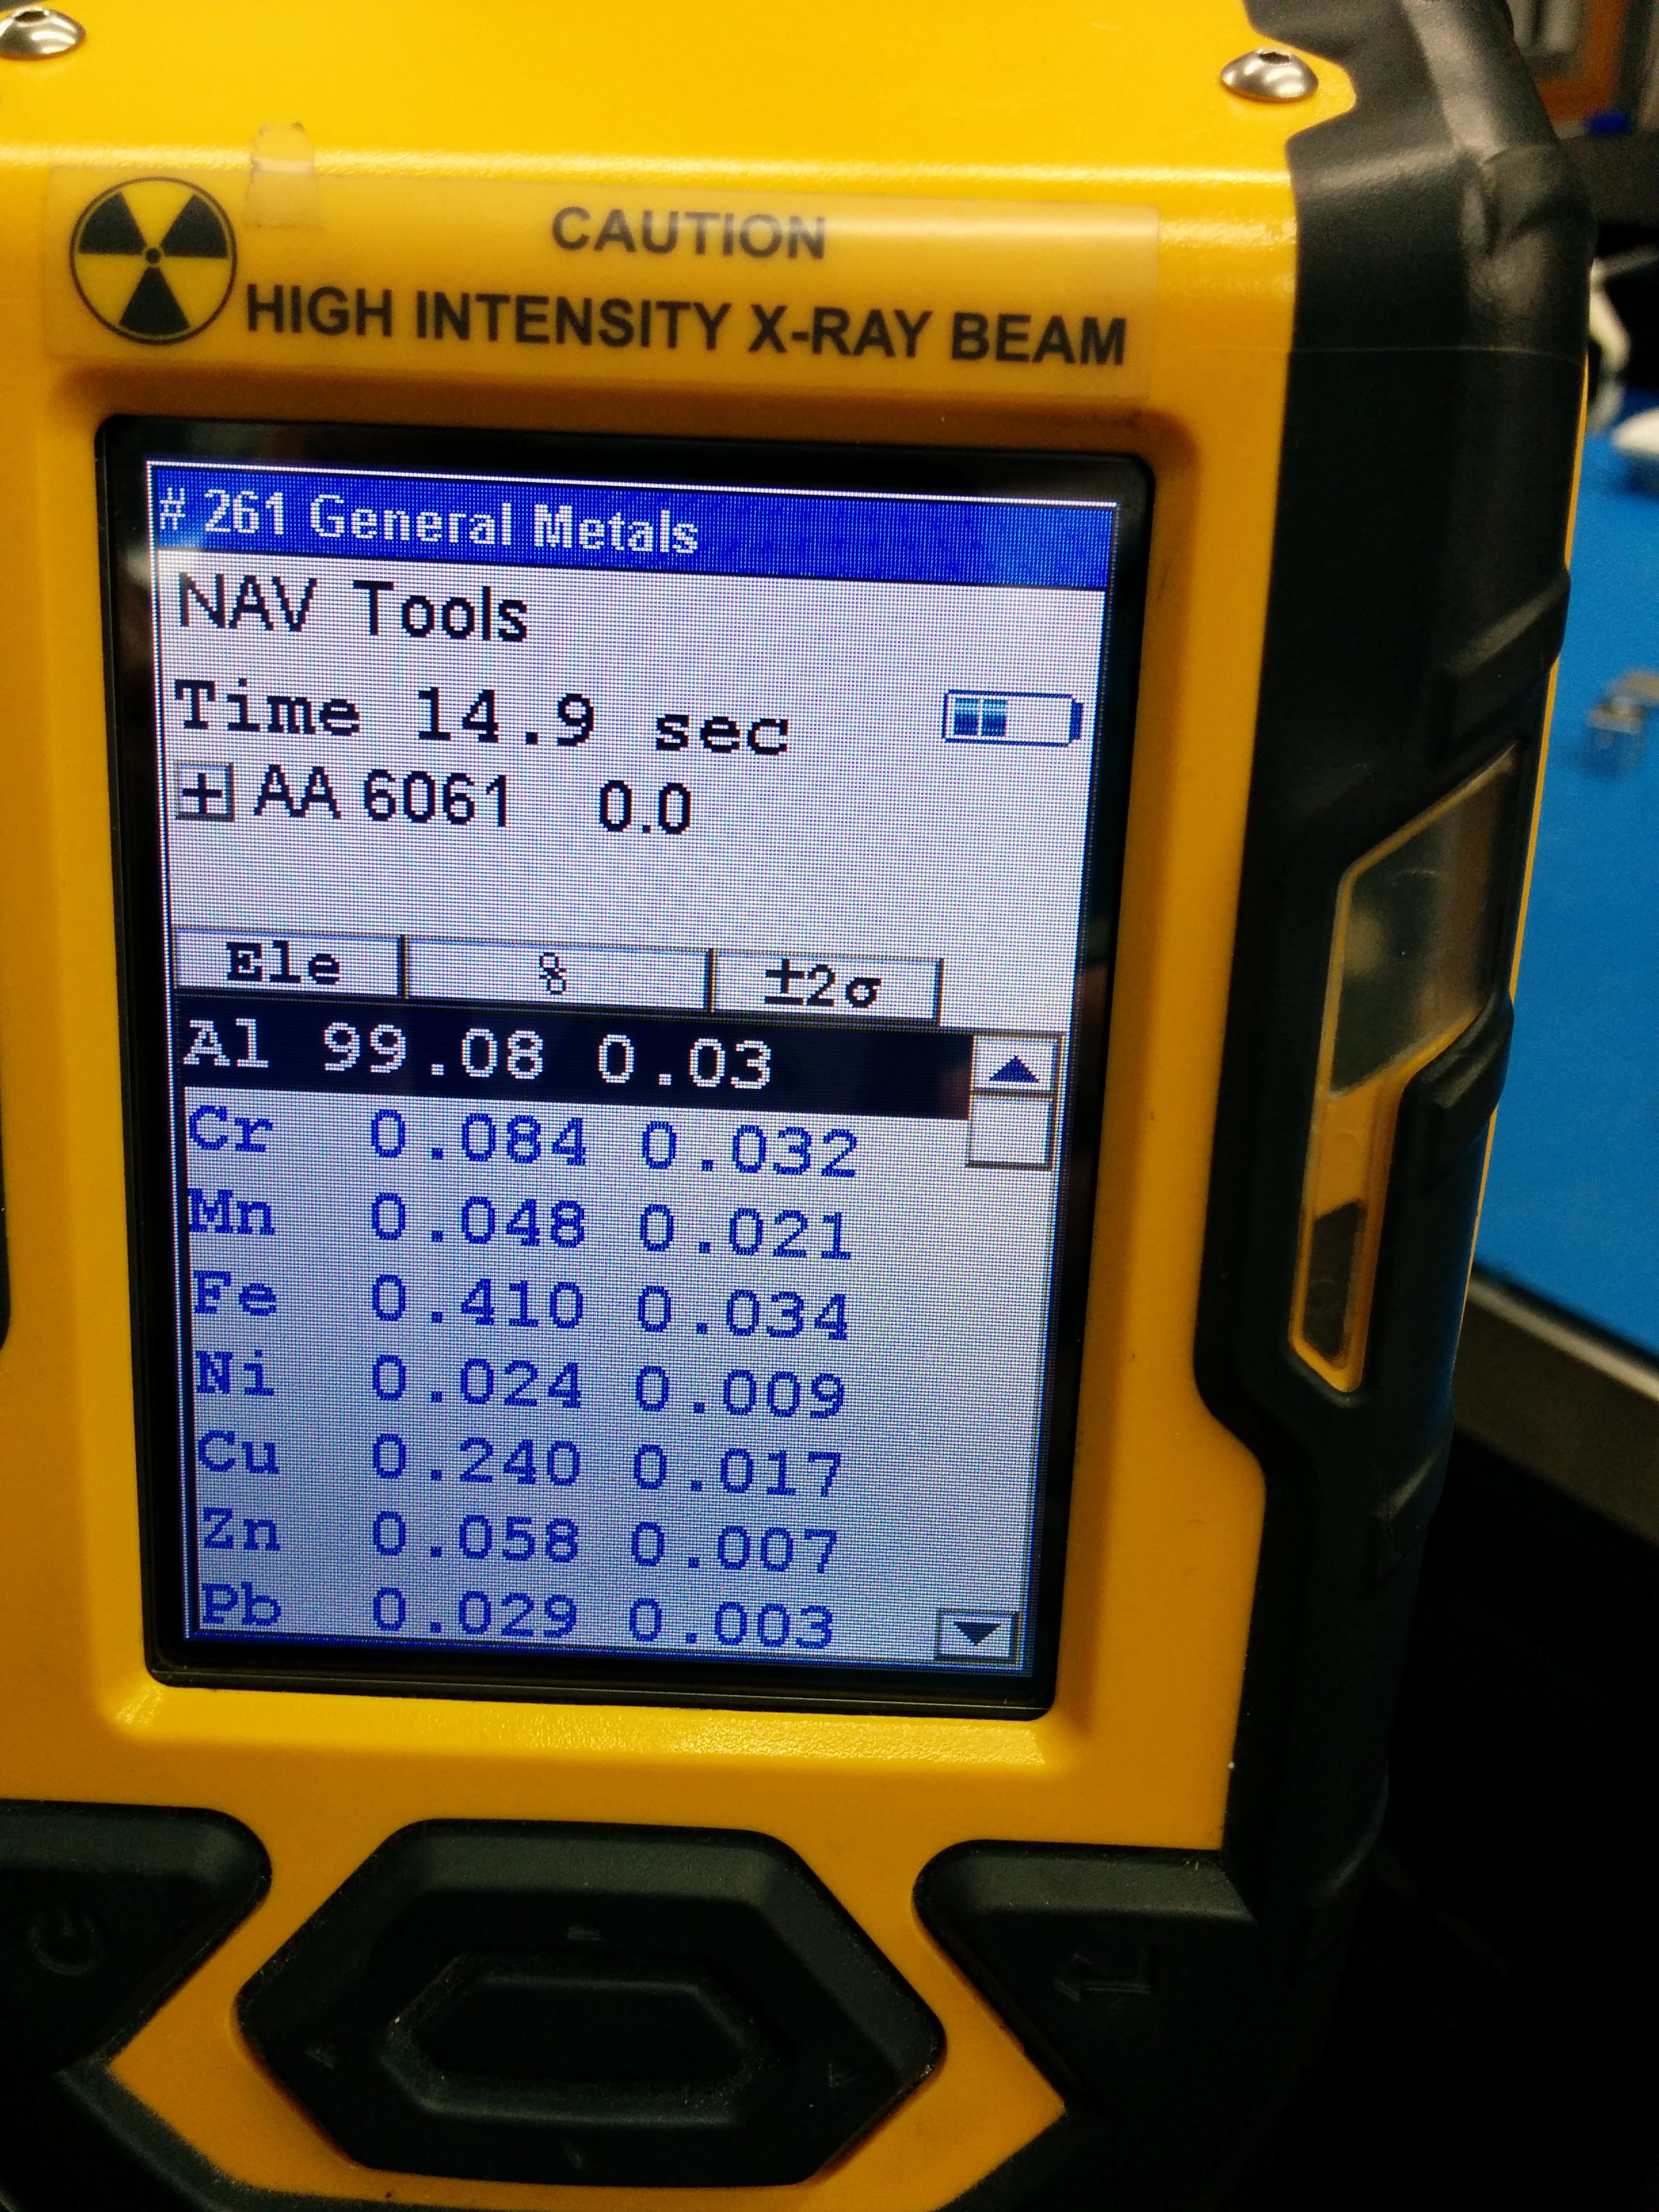 CAUTION
HIGH INTENSITY X-RAY BEAM
# 261 General Metals
NAV Tools
Time 14.9 sec
+ AA 6061 0.0
Ele % ±2σ
Al 99.08 0.03
Cr 0.084 0.032
Mn 0.048 0.021
Fe 0.410 0.034
Ni 0.024 0.009
Cu 0.240 0.017
Zn 0.058 0.007
Pb 0.029 0.003